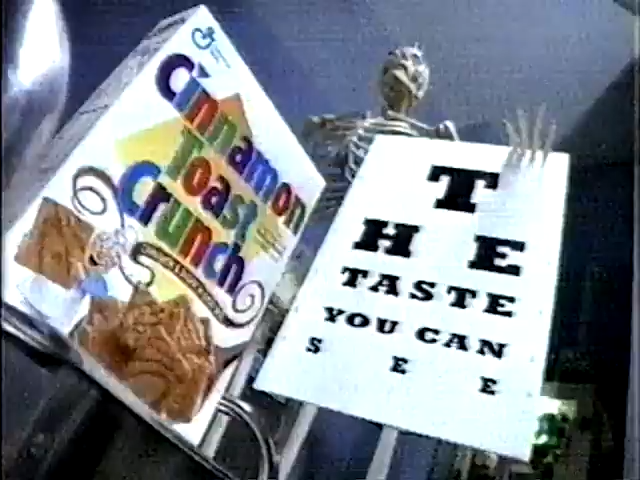 Cinnamon
Toast
Crunch
T
H E
TASTE
YOU CAN
S E E